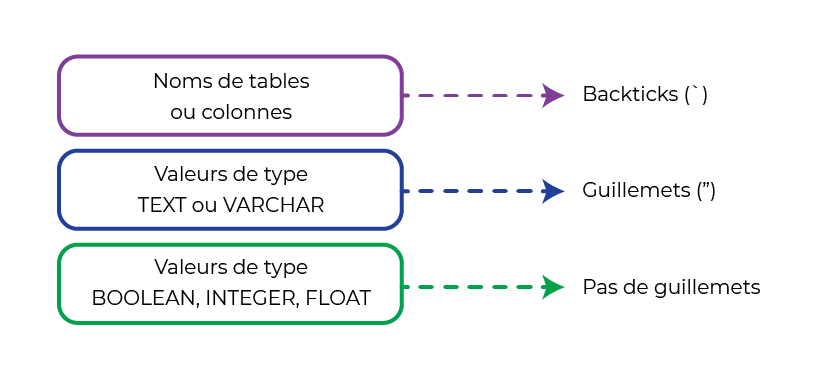 Noms de tables
ou colonnes
Backticks (`)
Valeurs de type
TEXT ou VARCHAR
Guillemets (”)
Valeurs de type
BOOLEAN, INTEGER, FLOAT
Pas de guillemets